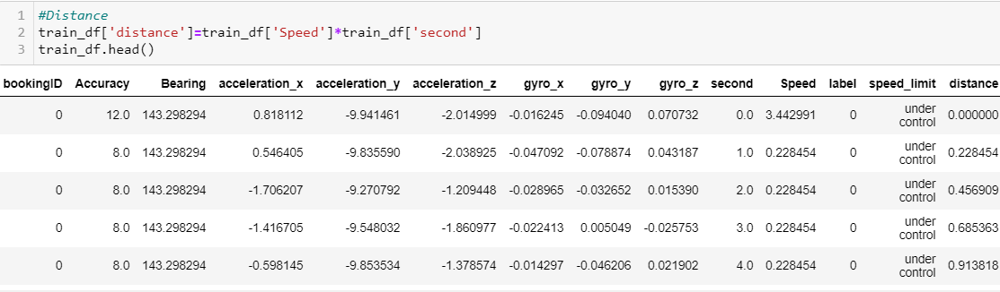 1 #Distance
2 train_df['distance']=train_df['Speed']*train_df['second']
3 train_df.head()
bookingID Accuracy Bearing acceleration_x acceleration_y acceleration_z gyro_x gyro_y gyro_z second Speed label speed_limit distance
0 12.0 143.298294 0.818112 -9.941461 -2.014999 -0.016245 -0.094040 0.070732 0.0 3.442991 0 under control 0.000000
0 8.0 143.298294 0.546405 -9.835590 -2.038925 -0.047092 -0.078874 0.043187 1.0 0.228454 0 under control 0.228454
0 8.0 143.298294 -1.706207 -9.270792 -1.209448 -0.028965 -0.032652 0.015390 2.0 0.228454 0 under control 0.456909
0 8.0 143.298294 -1.416705 -9.548032 -1.860977 -0.022413 0.005049 -0.025753 3.0 0.228454 0 under control 0.685363
0 8.0 143.298294 -0.598145 -9.853534 -1.378574 -0.014297 -0.046206 0.021902 4.0 0.228454 0 under control 0.913818